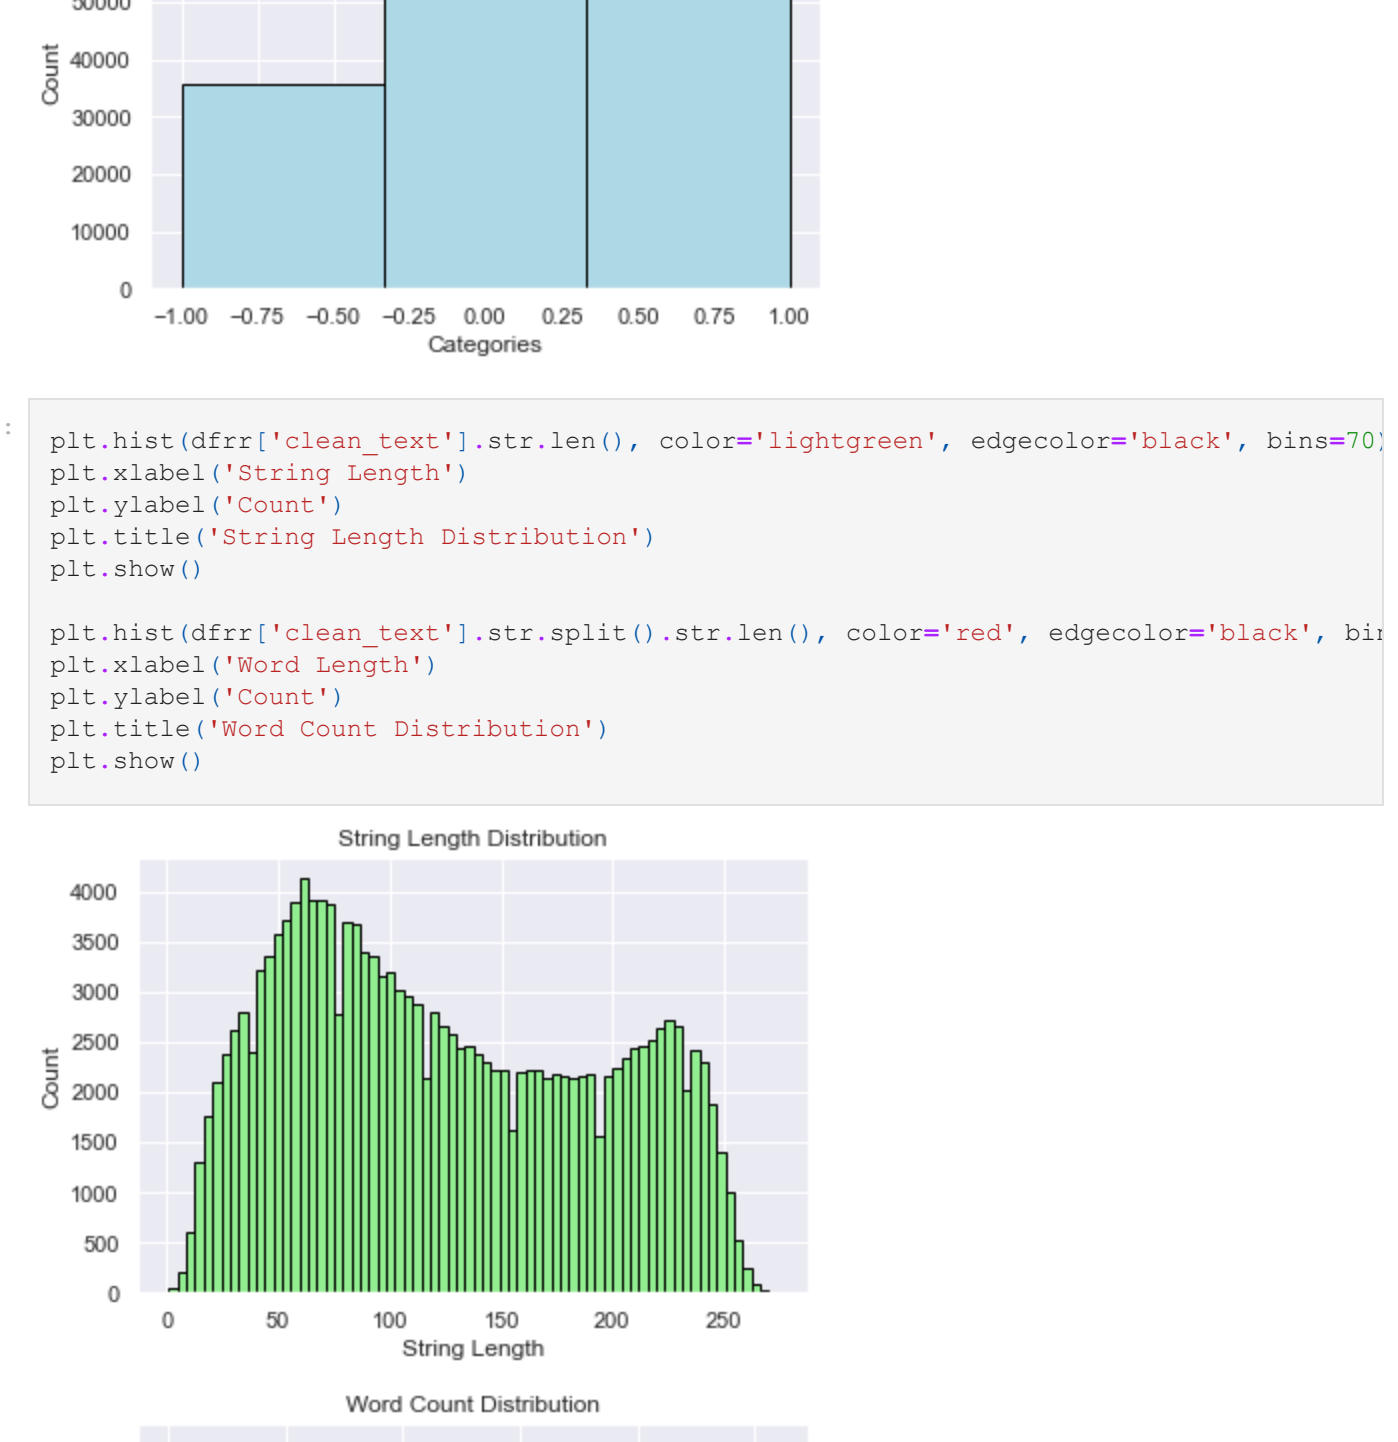 50000
40000
30000
20000
10000
0
Count
−1.00 −0.75 −0.50 −0.25 0.00 0.25 0.50 0.75 1.00
Categories
:
plt.hist(dfrr['clean_text'].str.len(), color='lightgreen', edgecolor='black', bins=70)
plt.xlabel('String Length')
plt.ylabel('Count')
plt.title('String Length Distribution')
plt.show()
plt.hist(dfrr['clean_text'].str.split().str.len(), color='red', edgecolor='black', bin
plt.xlabel('Word Length')
plt.ylabel('Count')
plt.title('Word Count Distribution')
plt.show()
String Length Distribution
4000
3500
3000
2500
2000
1500
1000
500
0
Count
0 50 100 150 200 250
String Length
Word Count Distribution